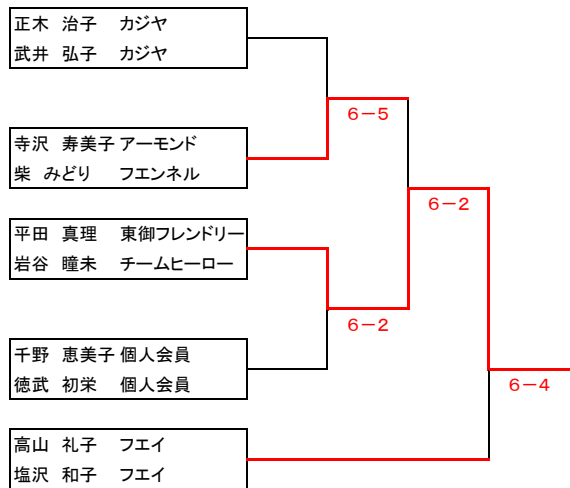 正木 治子 カジヤ
武井 弘子 カジヤ
6－5
寺沢 寿美子 アーモンド
柴 みどり フエンネル
6－2
平田 真理 東御フレンドリー
岩谷 瞳未 チームヒーロー
6－2
千野 恵美子 個人会員
徳武 初栄 個人会員
6－4
高山 礼子 フエイ
塩沢 和子 フエイ